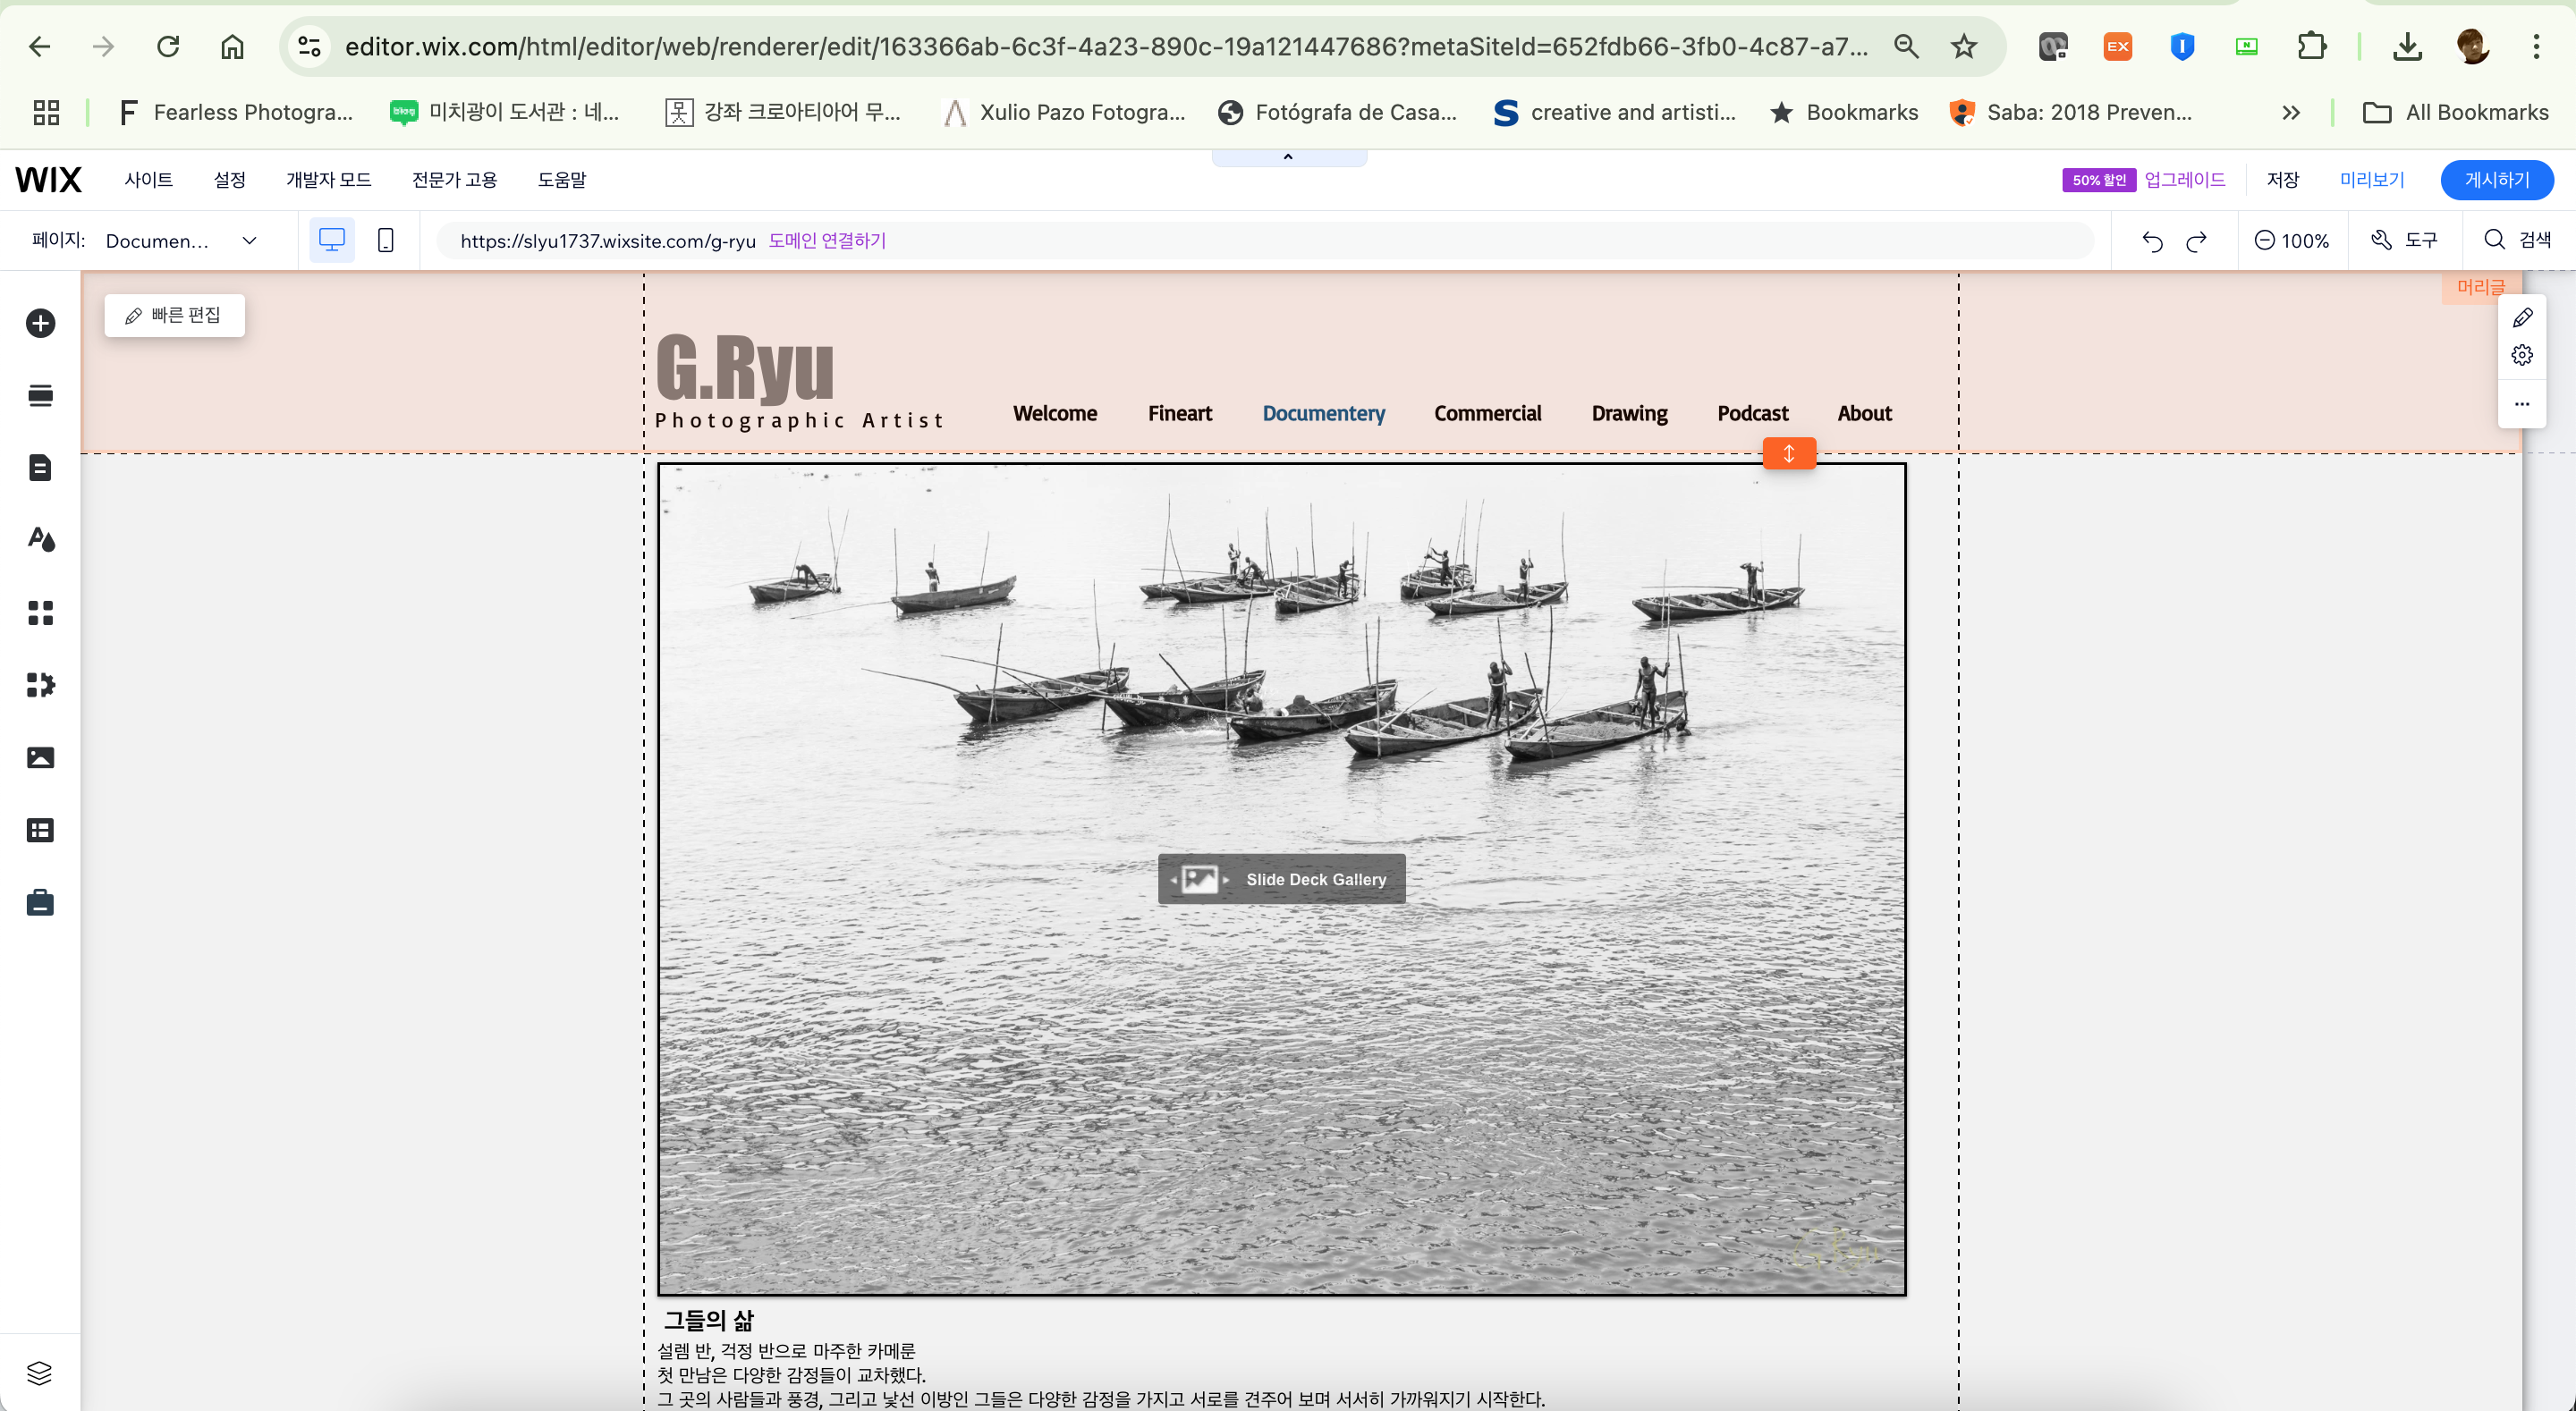 editor.wix.com/html/editor/web/renderer/edit/163366ab-6c3f-4a23-890c-19a121447686?metaSiteId=652fdb66-3fb0-4c87-a7...
EX
Fearless Photogra...
blog 미치광이 도서관 : 네...
강좌 크로아티아어 무...
Xulio Pazo Fotogra...
Fotógrafa de Casa...
creative and artisti...
Bookmarks
Saba: 2018 Preven...
All Bookmarks
WIX 사이트 설정 개발자 모드 전문가 고용 도움말 50% 할인 업그레이드 저장 미리보기 게시하기
페이지: Documen... https://slyu1737.wixsite.com/g-ryu 도메인 연결하기 100% 도구 검색
머리글
빠른 편집
G.Ryu
Photographic Artist
Welcome Fineart Documentery Commercial Drawing Podcast About
Slide Deck Gallery
그들의 삶
설렘 반, 걱정 반으로 마주한 카메룬
첫 만남은 다양한 감정들이 교차했다.
그 곳의 사람들과 풍경, 그리고 낯선 이방인 그들은 다양한 감정을 가지고 서로를 견주어 보며 서서히 가까워지기 시작한다.